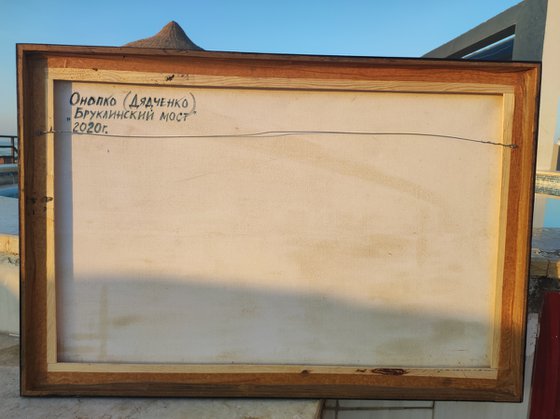 Онопко (Дядченко)
"Бруклинский мост"
2020г.